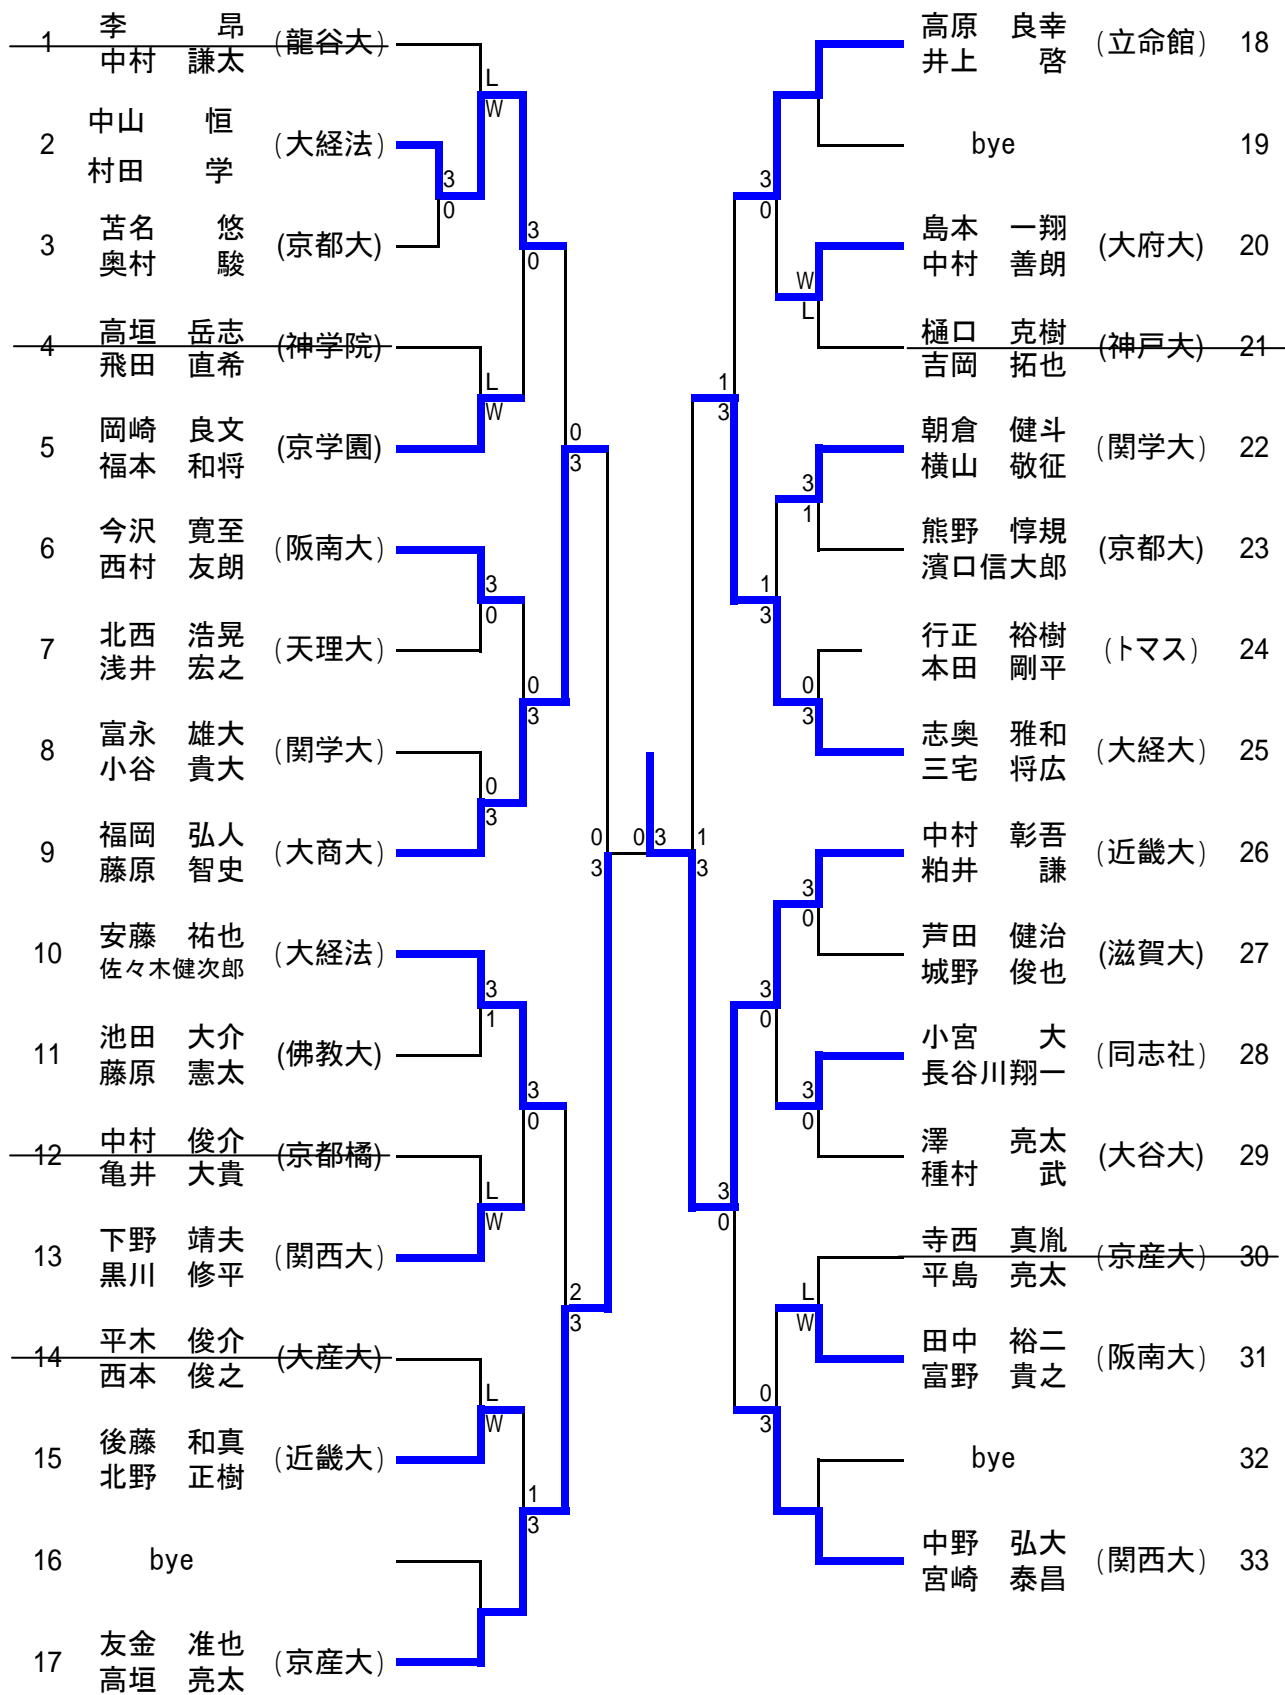 1 李 昂 (龍谷大)
中村 謙太
2 中山 恒 (大経法)
村田 学
3 苫名 悠 (京都大)
奥村 駿
4 高垣 岳志 (神学院)
飛田 直希
5 岡崎 良文 (京学園)
福本 和将
6 今沢 寛至 (阪南大)
西村 友朗
7 北西 浩晃 (天理大)
浅井 宏之
8 富永 雄大 (関学大)
小谷 貴大
9 福岡 弘人 (大商大)
藤原 智史
10 安藤 祐也 (大経法)
佐々木健次郎
11 池田 大介 (佛教大)
藤原 憲太
12 中村 俊介 (京都橘)
亀井 大貴
13 下野 靖夫 (関西大)
黒川 修平
14 平木 俊介 (大産大)
西本 俊之
15 後藤 和真 (近畿大)
北野 正樹
16 bye
17 友金 准也 (京産大)
高垣 亮太
L
W
3
0
3
0
L
W
0
3
3
0
0
3
0
3
3
1
3
0
L
W
2
3
L
W
1
3
0
3
0 3
1
3
3
0
W
L
1
3
3
1
1
3
0
3
3
0
3
0
3
0
3
0
L
W
0
3
高原 良幸 (立命館) 18
井上 啓
bye 19
島本 一翔 (大府大) 20
中村 善朗
樋口 克樹 (神戸大) 21
吉岡 拓也
朝倉 健斗 (関学大) 22
横山 敬征
熊野 惇規 (京都大) 23
濱口信大郎
行正 裕樹 (トマス) 24
本田 剛平
志奥 雅和 (大経大) 25
三宅 将広
中村 彰吾 (近畿大) 26
粕井 謙
芦田 健治 (滋賀大) 27
城野 俊也
小宮 大 (同志社) 28
長谷川翔一
澤 亮太 (大谷大) 29
種村 武
寺西 真胤 (京産大) 30
平島 亮太
田中 裕二 (阪南大) 31
富野 貴之
bye 32
中野 弘大 (関西大) 33
宮崎 泰昌